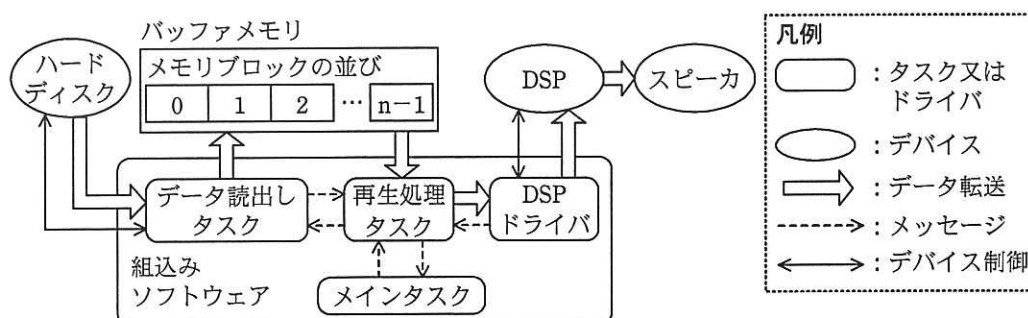 バッファメモリ
ハード
ディスク
メモリブロックの並び
0 1 2 … n－1
DSP
スピーカ
データ読出し
タスク
再生処理
タスク
DSP
ドライバ
組込み
ソフトウェア
メインタスク
凡例
：タスク又は
ドライバ
：デバイス
：データ転送
：メッセージ
：デバイス制御